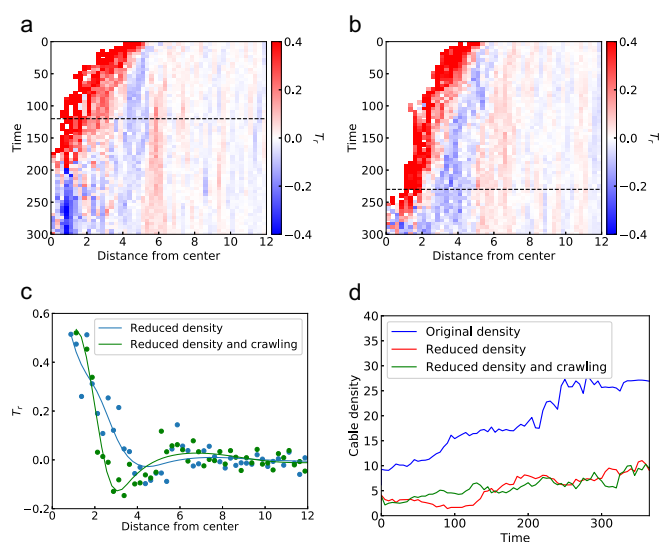 a
0
50
100
150
200
250
300
Time
0 2 4 6 8 10 12
Distance from center
0.4
0.2
0.0
−0.2
−0.4
Tr
b
0
50
100
150
200
250
300
Time
0 2 4 6 8 10 12
Distance from center
0.4
0.2
0.0
−0.2
−0.4
Tr
c
0.6
0.4
0.2
0.0
−0.2
Tr
Reduced density
Reduced density and crawling
0 2 4 6 8 10 12
Distance from center
d
40
35
30
25
20
15
10
5
0
Cable density
Original density
Reduced density
Reduced density and crawling
0 100 200 300
Time